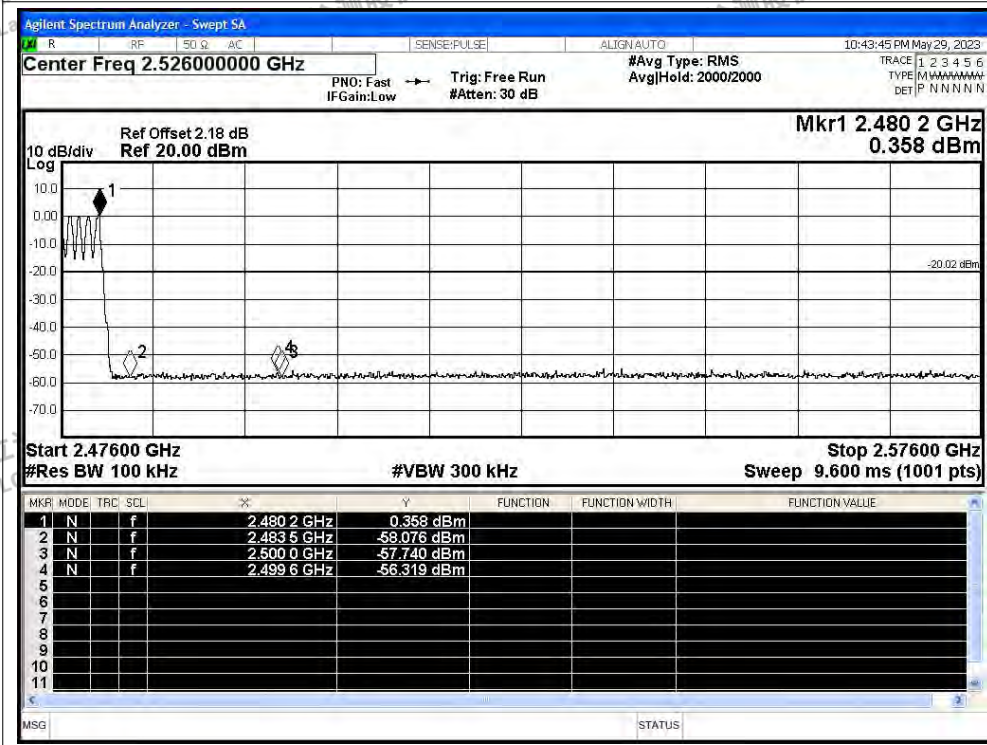 Agilent Spectrum Analyzer - Swept SA
LXI R RF 50 Ω AC SENSE:PULSE ALIGN AUTO 10:43:45 PM May 29, 2023
Center Freq 2.526000000 GHz #Avg Type: RMS TRACE 1 2 3 4 5 6
PNO: Fast Trig: Free Run Avg|Hold: 2000/2000 TYPE M
IFGain:Low #Atten: 30 dB DET P N N N N N
Mkr1 2.480 2 GHz
Ref Offset 2.18 dB
10 dB/div Ref 20.00 dBm 0.358 dBm
Log
10.0
1
0.00
-10.0
-20.0
-20.02 dBm
-30.0
-40.0
-50.0
2 4 3
-60.0
-70.0
Start 2.47600 GHz Stop 2.57600 GHz
#Res BW 100 kHz #VBW 300 kHz Sweep 9.600 ms (1001 pts)
MKR MODE TRC SCL X Y FUNCTION FUNCTION WIDTH FUNCTION VALUE
1 N f 2.480 2 GHz 0.358 dBm
2 N f 2.483 5 GHz -58.076 dBm
3 N f 2.500 0 GHz -57.740 dBm
4 N f 2.499 6 GHz -56.319 dBm
5
6
7
8
9
10
11
MSG STATUS